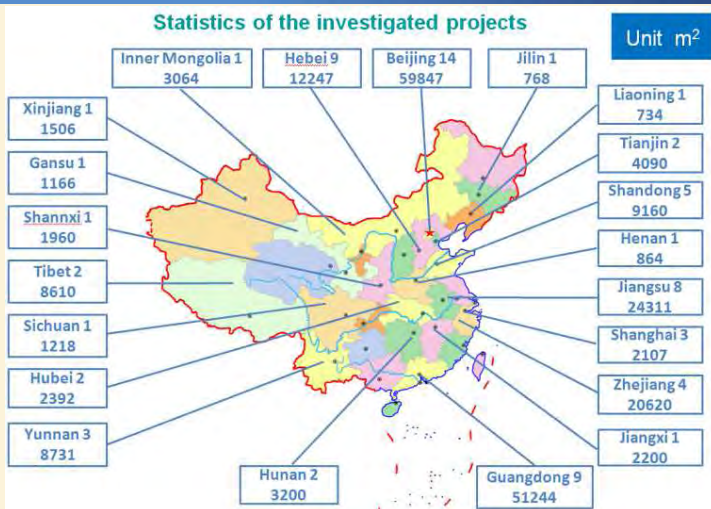 Statistics of the investigated projects
Unit m²
Inner Mongolia 1
3064
Hebei 9
12247
Beijing 14
59847
Jilin 1
768
Xinjiang 1
1506
Gansu 1
1166
Shannxi 1
1960
Tibet 2
8610
Sichuan 1
1218
Hubei 2
2392
Yunnan 3
8731
Hunan 2
3200
Guangdong 9
51244
Liaoning 1
734
Tianjin 2
4090
Shandong 5
9160
Henan 1
864
Jiangsu 8
24311
Shanghai 3
2107
Zhejiang 4
20620
Jiangxi 1
2200